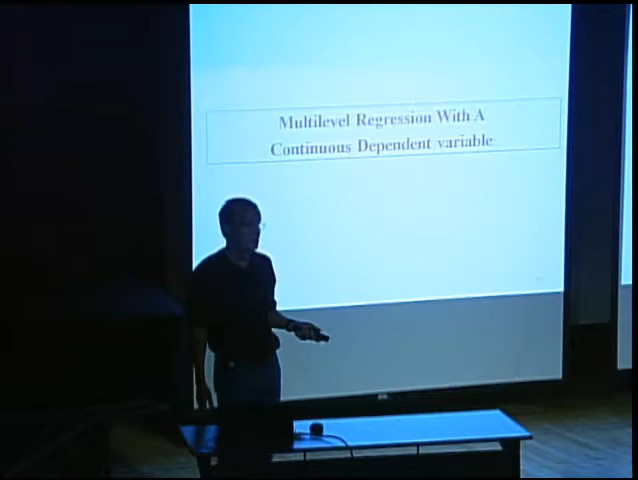 Multilevel Regression With A
Continuous Dependent variable